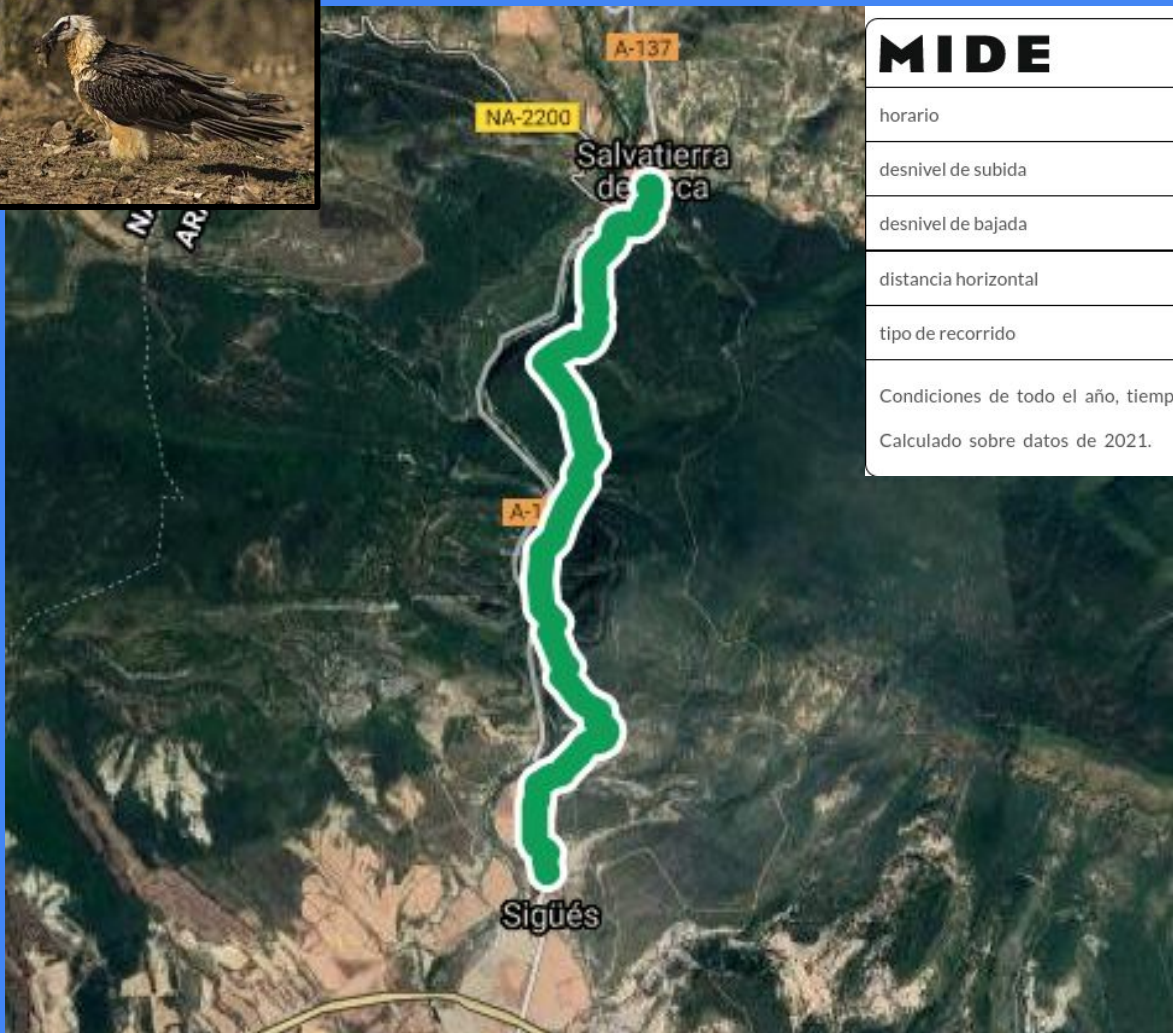 A-137
MIDE
NA-2200
horario
Salvatierra
de
desnivel de subida
desnivel de bajada
distancia horizontal
tipo de recorrido
Condiciones de todo el año, tiemp
Calculado sobre datos de 2021.
A-1
Sigüés